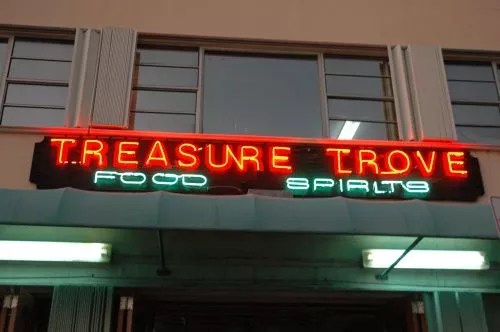 TREASURE TROVE
FOOD SPIRITS